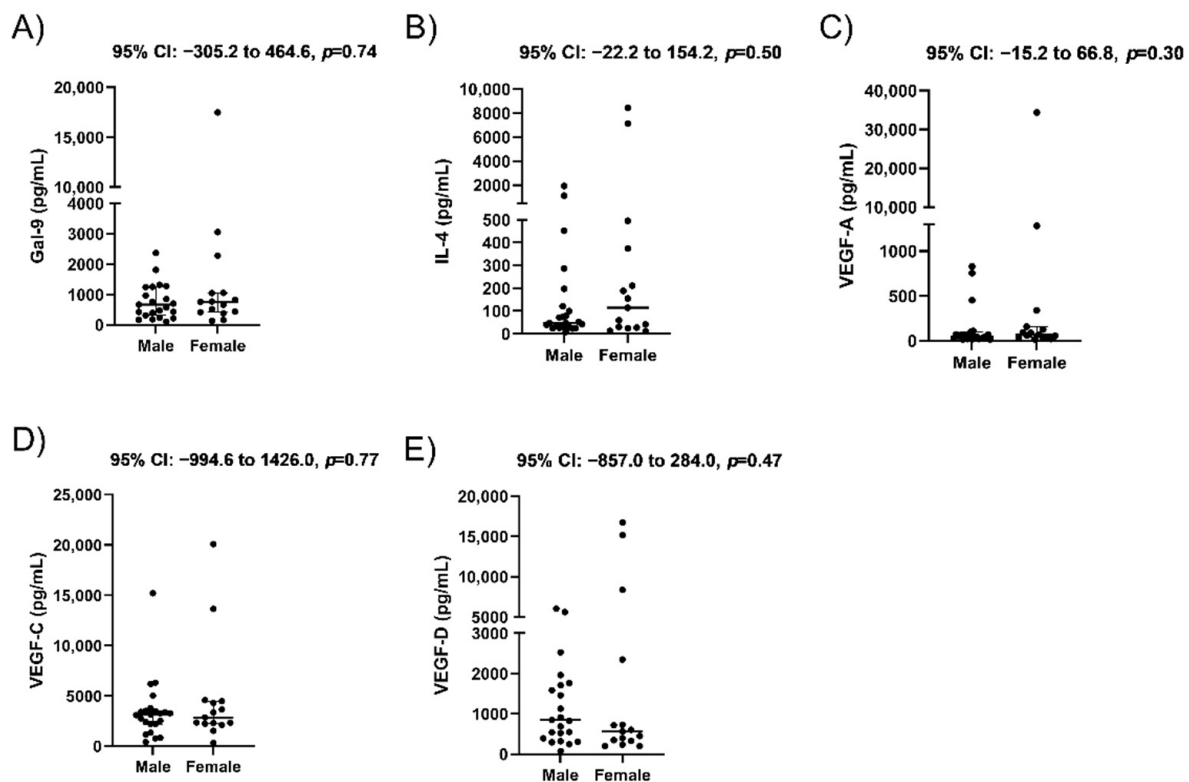 A)
95% CI: −305.2 to 464.6, p=0.74
20,000
15,000
10,000
4000
3000
2000
1000
0
Gal-9 (pg/mL)
Male Female
B)
95% CI: −22.2 to 154.2, p=0.50
10,000
8000
6000
4000
2000
500
400
300
200
100
0
IL-4 (pg/mL)
Male Female
C)
95% CI: −15.2 to 66.8, p=0.30
40,000
30,000
20,000
10,000
1000
500
0
VEGF-A (pg/mL)
Male Female
D)
95% CI: −994.6 to 1426.0, p=0.77
25,000
20,000
15,000
10,000
5000
0
VEGF-C (pg/mL)
Male Female
E)
95% CI: −857.0 to 284.0, p=0.47
20,000
15,000
10,000
5000
3000
2000
1000
0
VEGF-D (pg/mL)
Male Female